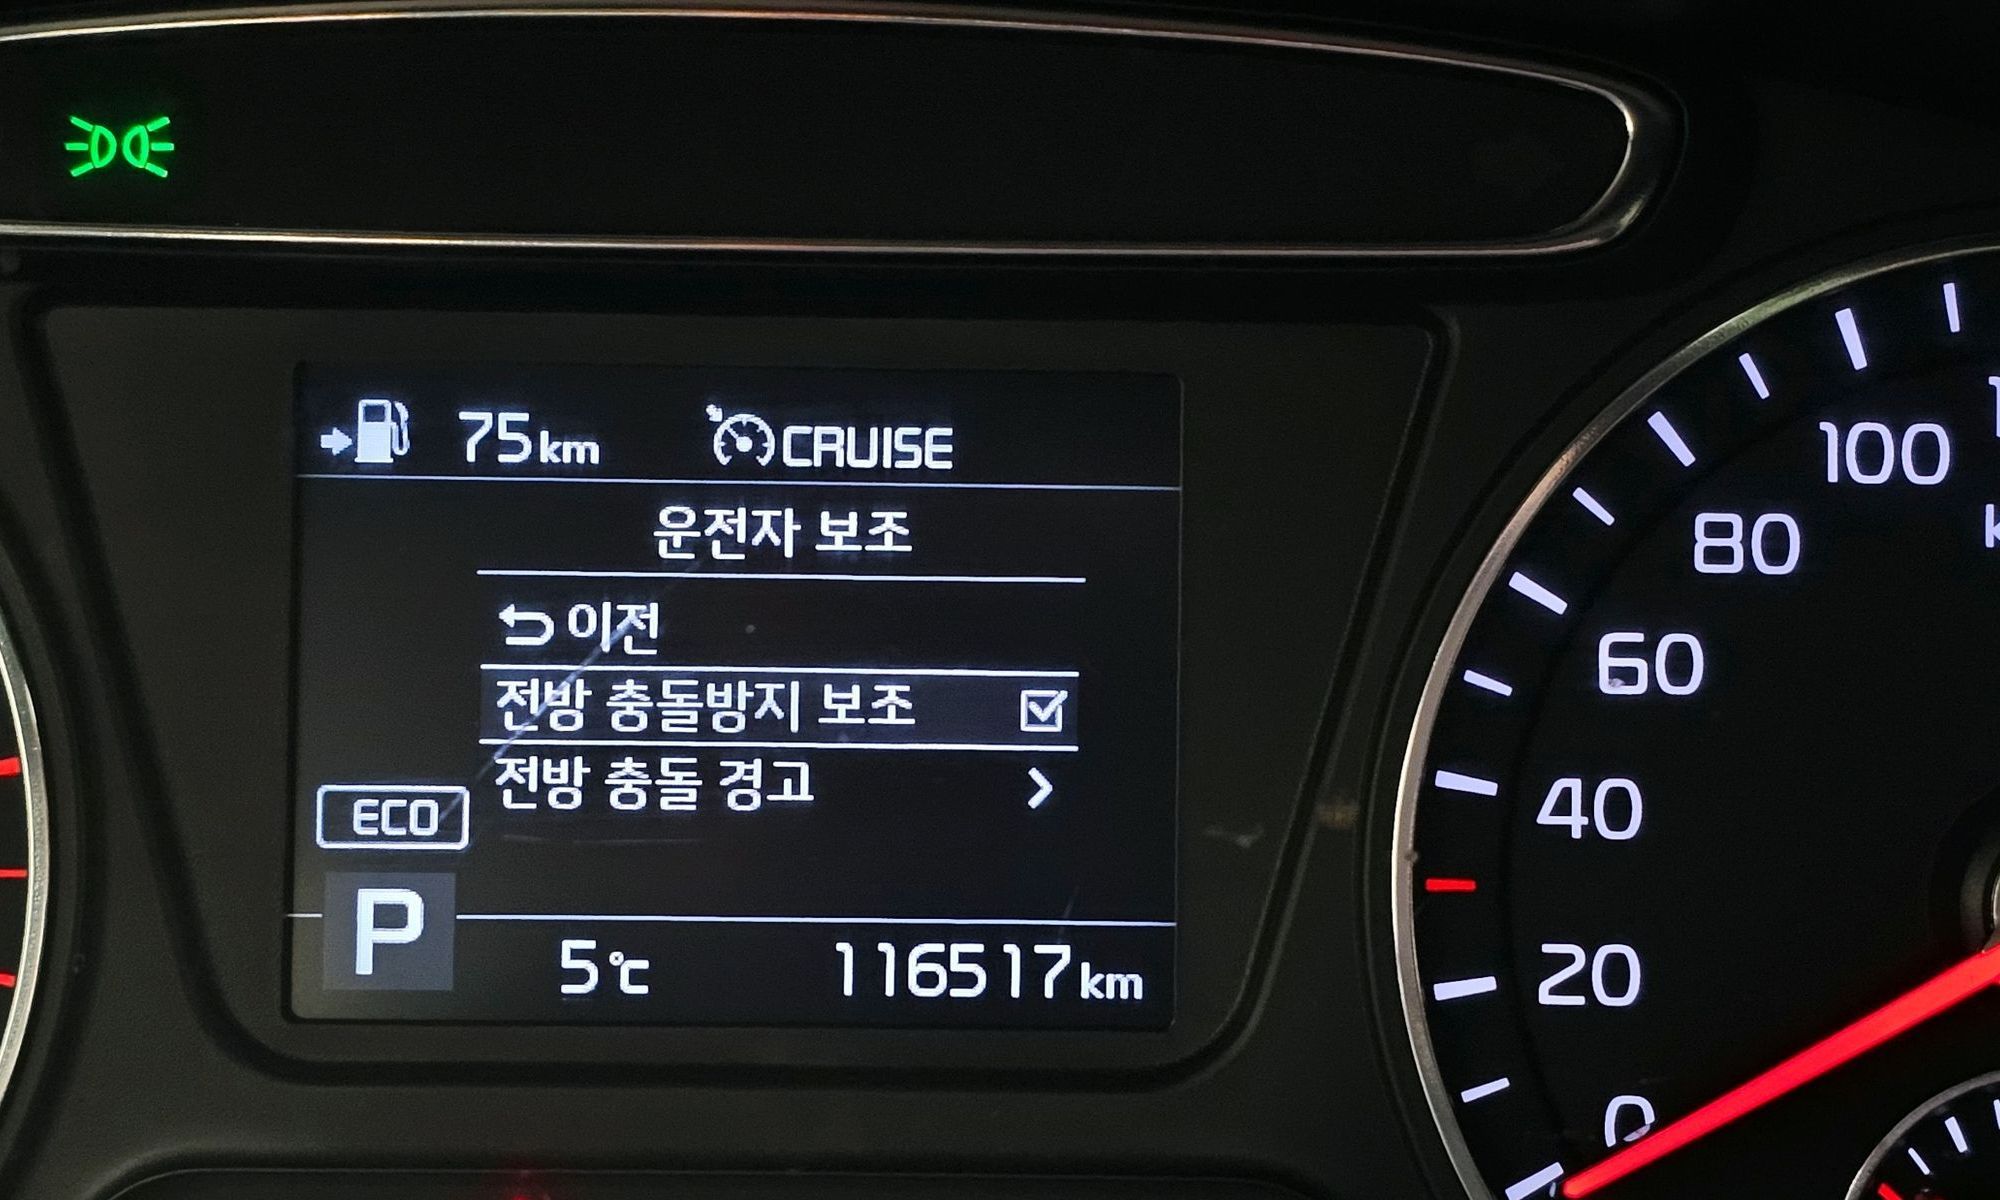 75km CRUISE
운전자 보조
이전
전방 충돌방지 보조
전방 충돌 경고
ECO
P
5℃ 116517km
100
80
60
40
20
0